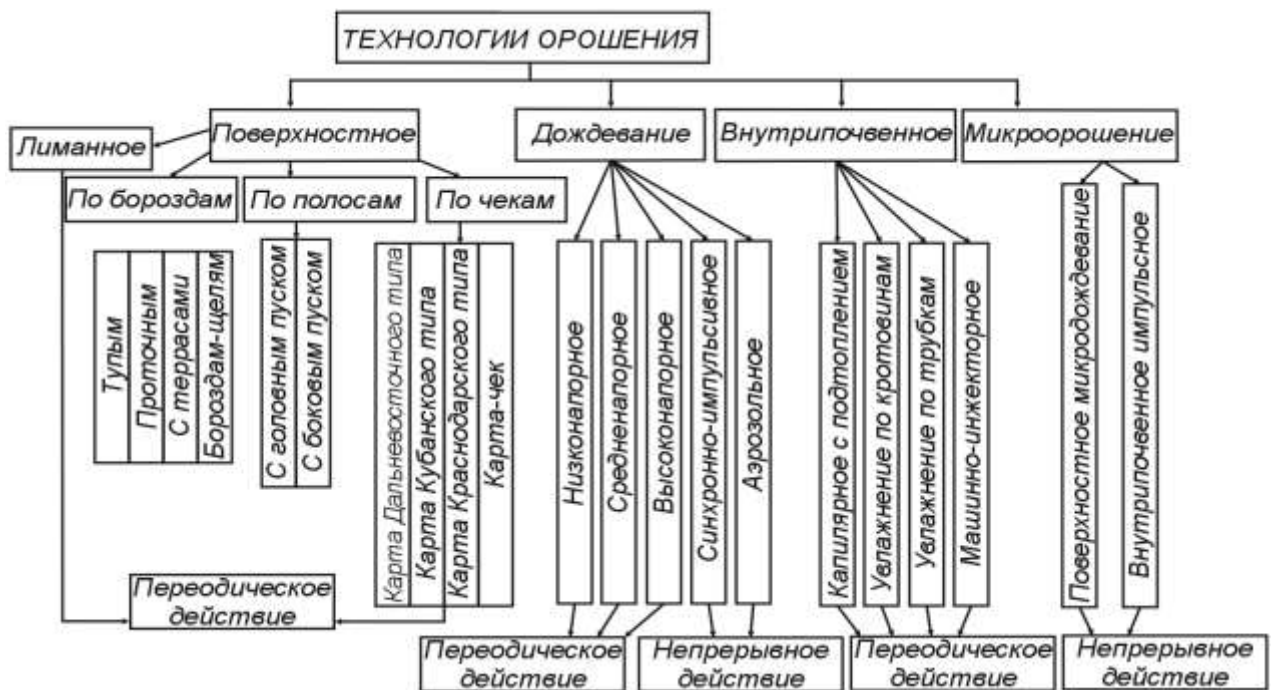 ТЕХНОЛОГИИ ОРОШЕНИЯ
Лиманное
Поверхностное
Дождевание
Внутрипочвенное
Микроорошение
По бороздам
По полосам
По чекам
Тупым
Проточным
С террасами
Бороздам-щелям
С головным пуском
С боковым пуском
Карта Дальневосточного типа
Карта Кубанского типа
Карта Краснодарского типа
Карта-чек
Низконапорное
Средненапорное
Высоконапорное
Синхронно-импульсивное
Аэрозольное
Капилярное с подтоплением
Увлажнение по кротовинам
Увлажнение по трубкам
Машинно-инжекторное
Поверхностное микродождевание
Внутрипочвенное импульсное
Переодическое
действие
Переодическое
действие
Непрерывное
действие
Переодическое
действие
Непрерывное
действие